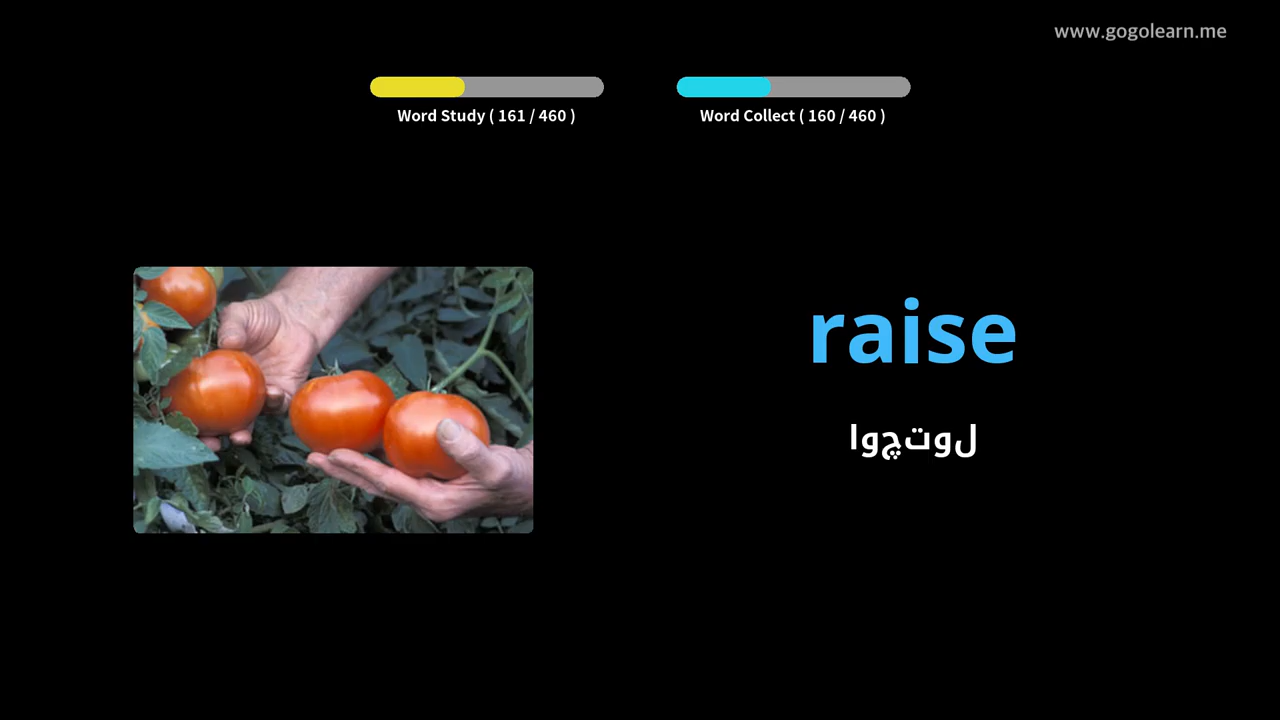 www.gogolearn.me
Word Study ( 161 / 460 )
Word Collect ( 160 / 460 )
raise
لوتچوا